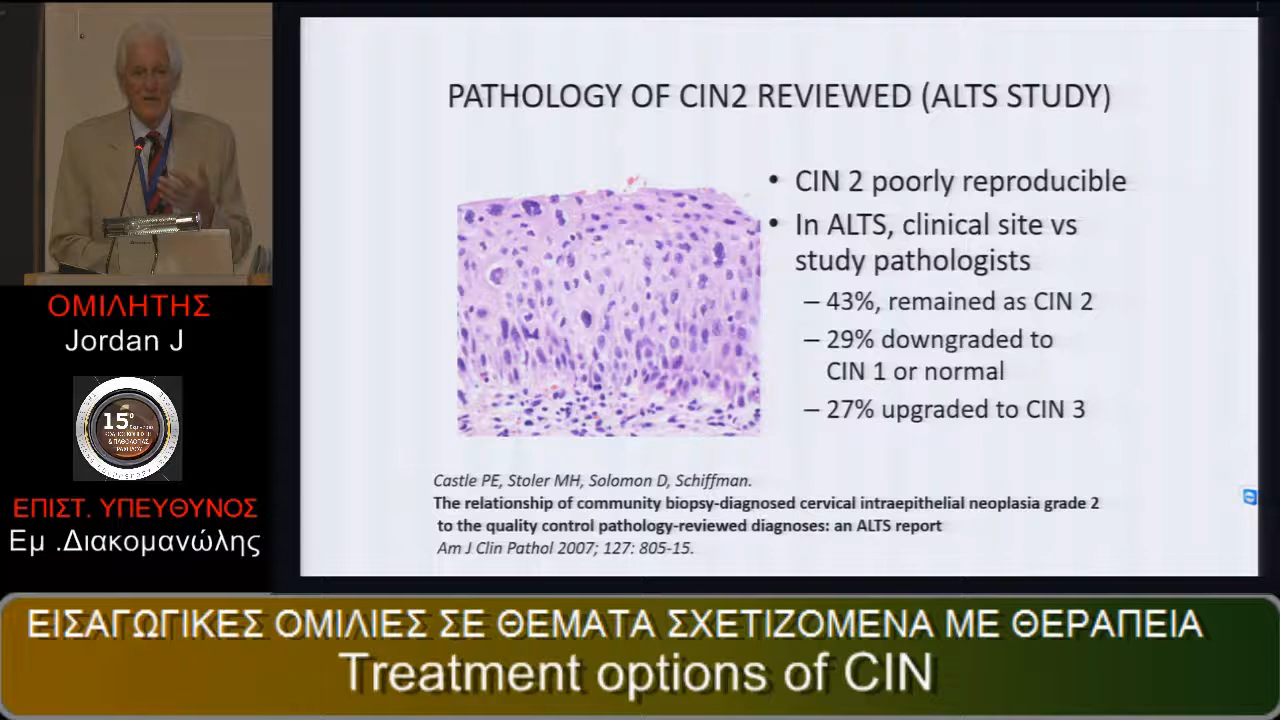 PATHOLOGY OF CIN2 REVIEWED (ALTS STUDY)
• CIN 2 poorly reproducible
• In ALTS, clinical site vs
study pathologists
– 43%, remained as CIN 2
– 29% downgraded to
CIN 1 or normal
– 27% upgraded to CIN 3
Castle PE, Stoler MH, Solomon D, Schiffman.
The relationship of community biopsy-diagnosed cervical intraepithelial neoplasia grade 2
to the quality control pathology-reviewed diagnoses: an ALTS report
Am J Clin Pathol 2007; 127: 805-15.
ΟΜΙΛΗΤΗΣ
Jordan J
15ο
ΕΠΙΣΤ. ΥΠΕΥΘΥΝΟΣ
Εμ .Διακομανώλης
ΕΙΣΑΓΩΓΙΚΕΣ ΟΜΙΛΙΕΣ ΣΕ ΘΕΜΑΤΑ ΣΧΕΤΙΖΟΜΕΝΑ ΜΕ ΘΕΡΑΠΕΙΑ
Treatment options of CIN